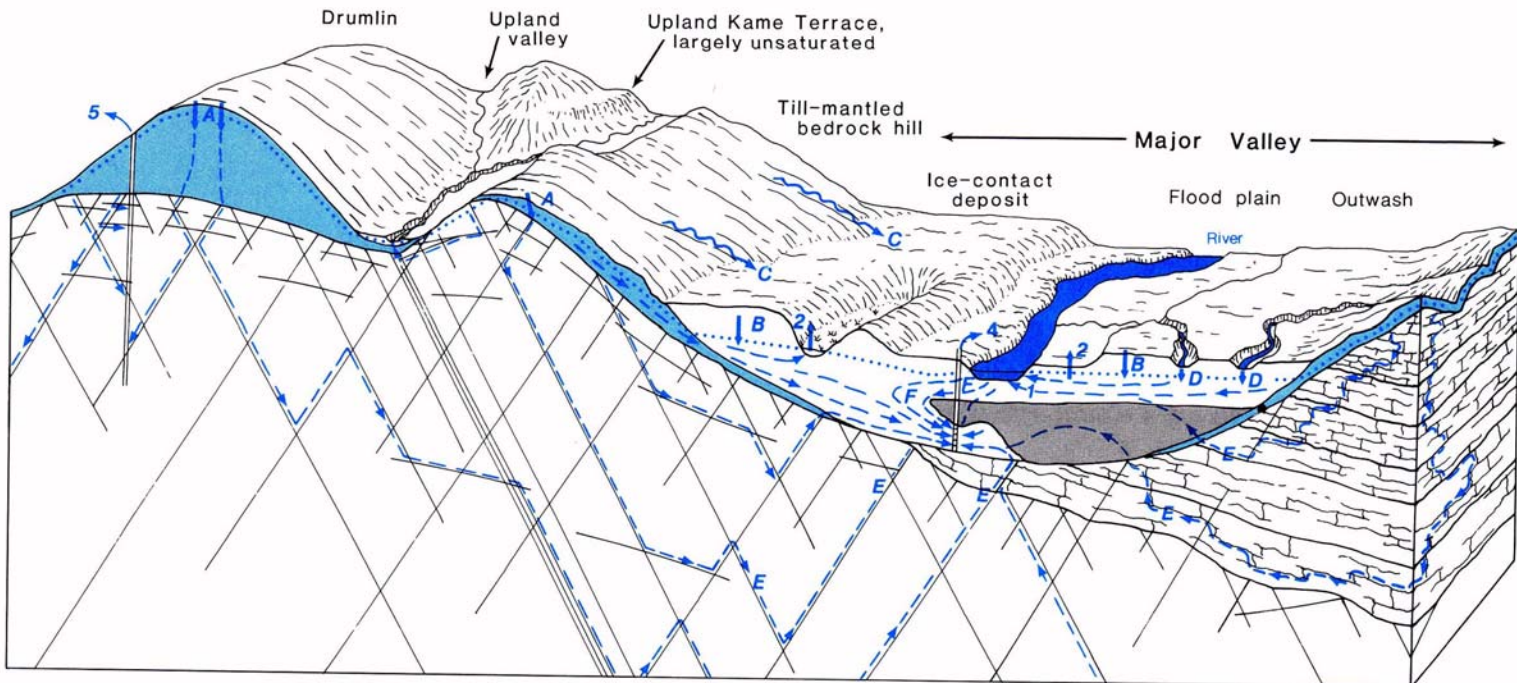 Drumlin
Upland
valley
Upland Kame Terrace,
largely unsaturated
Till-mantled
bedrock hill
Major Valley
Ice-contact
deposit
Flood plain
Outwash
River
5
A
A
C
C
B
2
4
2
B
D
D
F
E
1
E
E
E
E
E